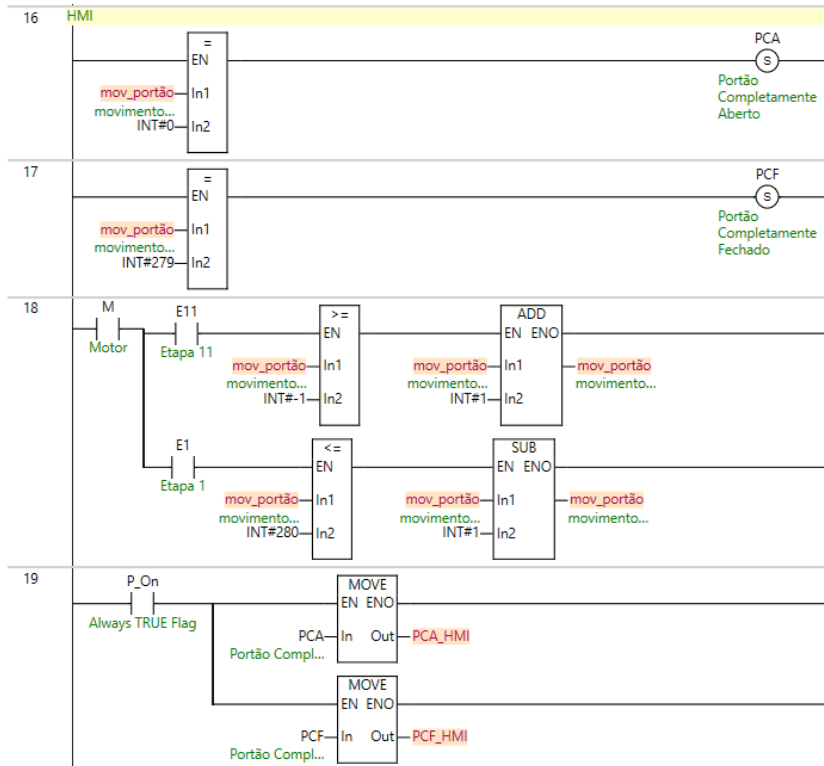 16
HMI
=
EN
PCA
S
mov_portão
In1
movimento...
INT#0
In2
Portão
Completamente
Aberto
17
=
EN
PCF
S
mov_portão
In1
movimento...
INT#279
In2
Portão
Completamente
Fechado
18
M
Motor
E11
Etapa 11
>=
EN
mov_portão
In1
movimento...
INT#-1
In2
ADD
EN ENO
mov_portão
In1
mov_portão
movimento...
movimento...
INT#1
In2
E1
Etapa 1
<=
EN
mov_portão
In1
movimento...
INT#280
In2
SUB
EN ENO
mov_portão
In1
mov_portão
movimento...
movimento...
INT#1
In2
19
P_On
Always TRUE Flag
MOVE
EN ENO
PCA
In Out
PCA_HMI
Portão Compl...
MOVE
EN ENO
PCF
In Out
PCF_HMI
Portão Compl...